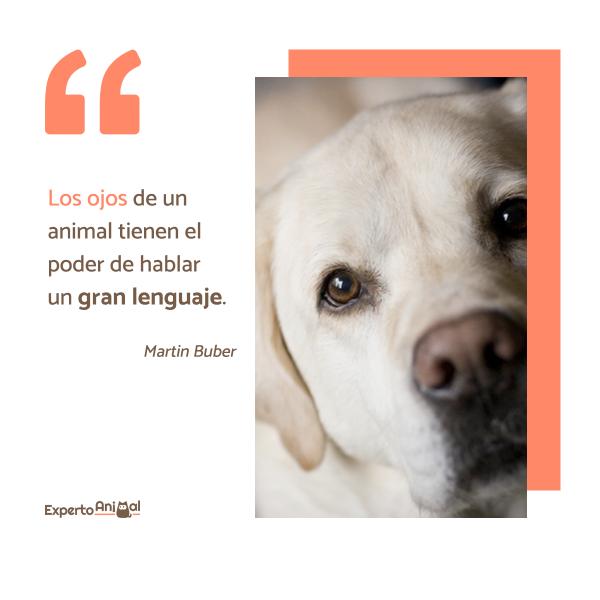 Los ojos de un
animal tienen el
poder de hablar
un gran lenguaje.
Martin Buber
ExpertoAnimal